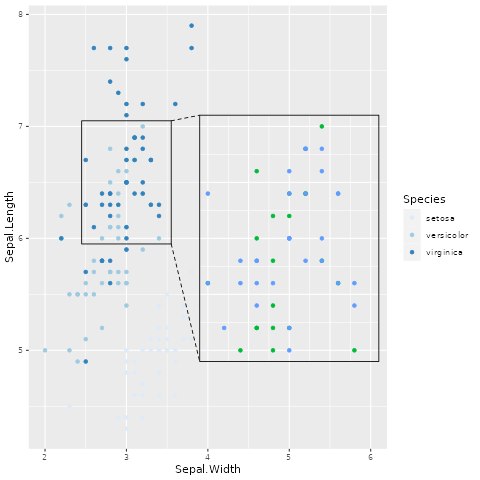 8
7
6
5
2
3
4
5
6
Sepal.Width
Sepal.Length
Species
setosa
versicolor
virginica